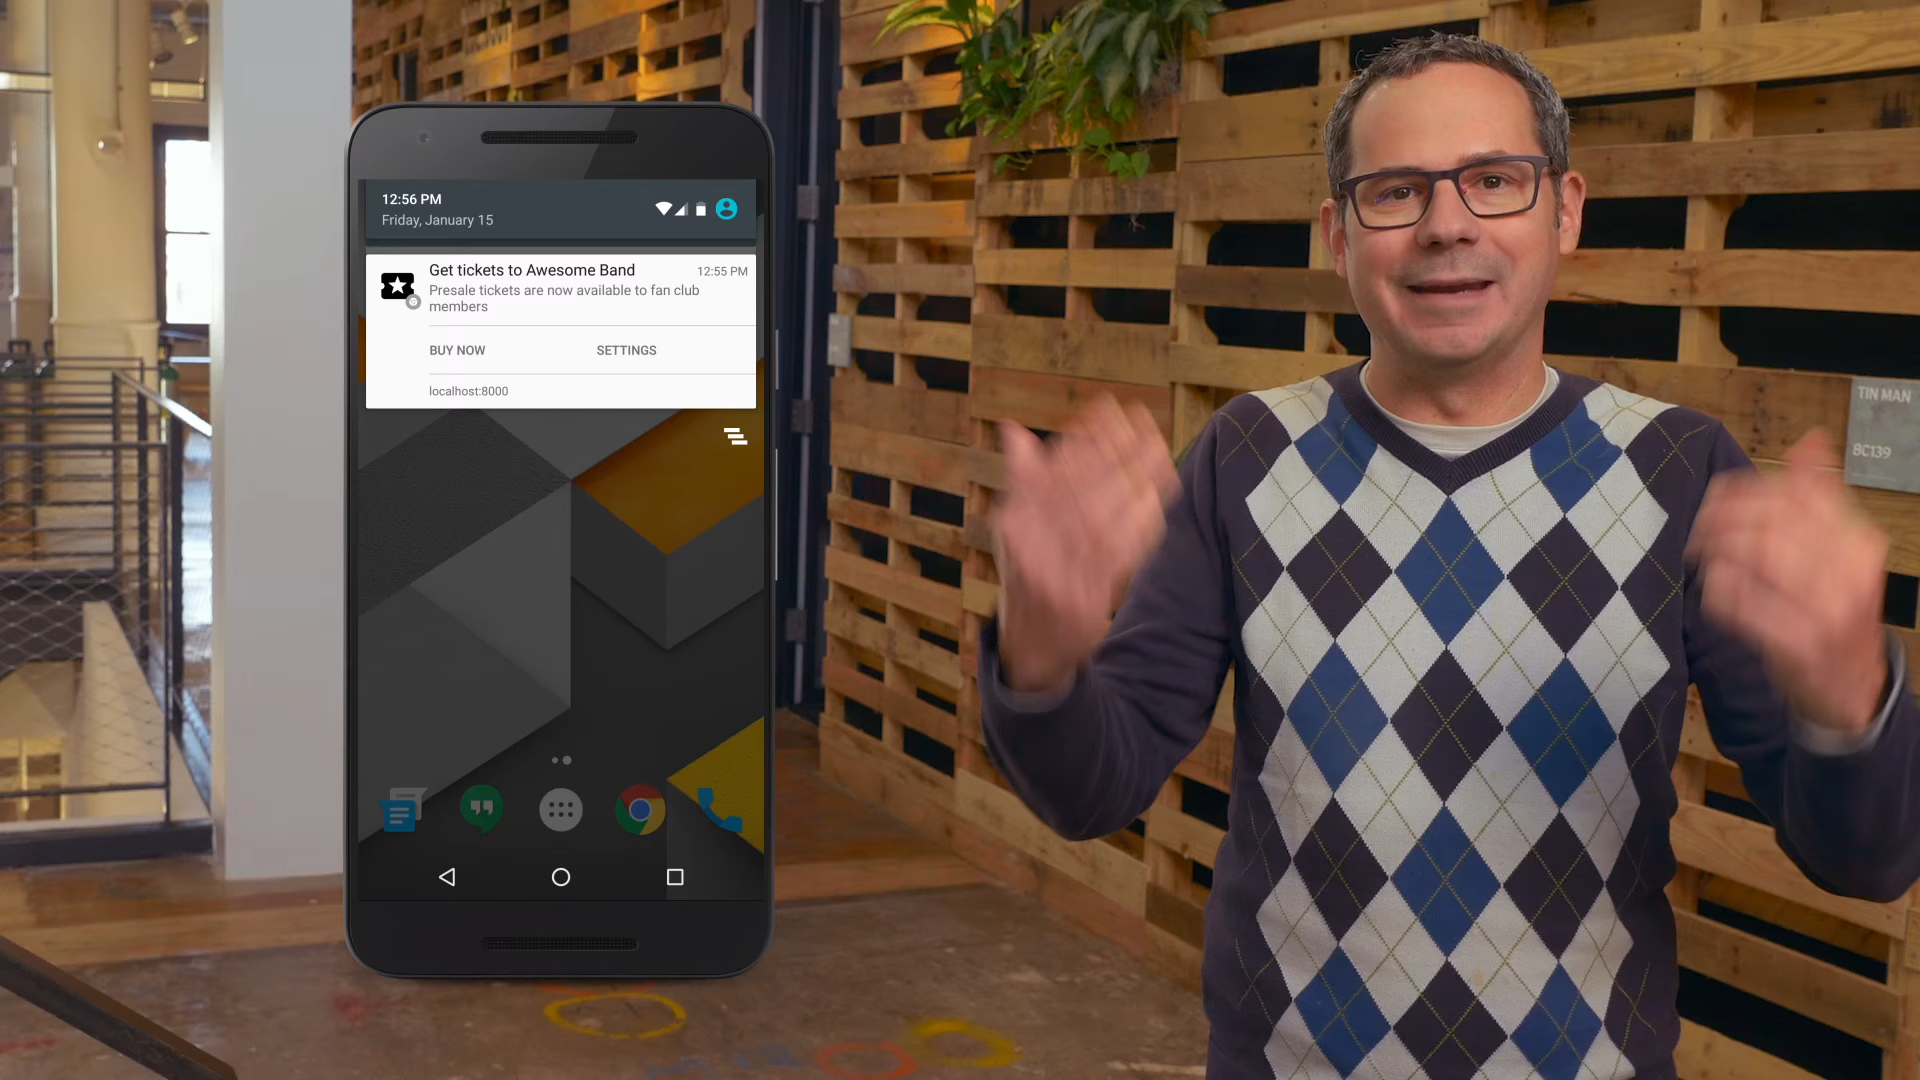 12:56 PM
Friday, January 15
Get tickets to Awesome Band
12:55 PM
Presale tickets are now available to fan club
members
BUY NOW
SETTINGS
localhost:8000
TIN MAN
8C139